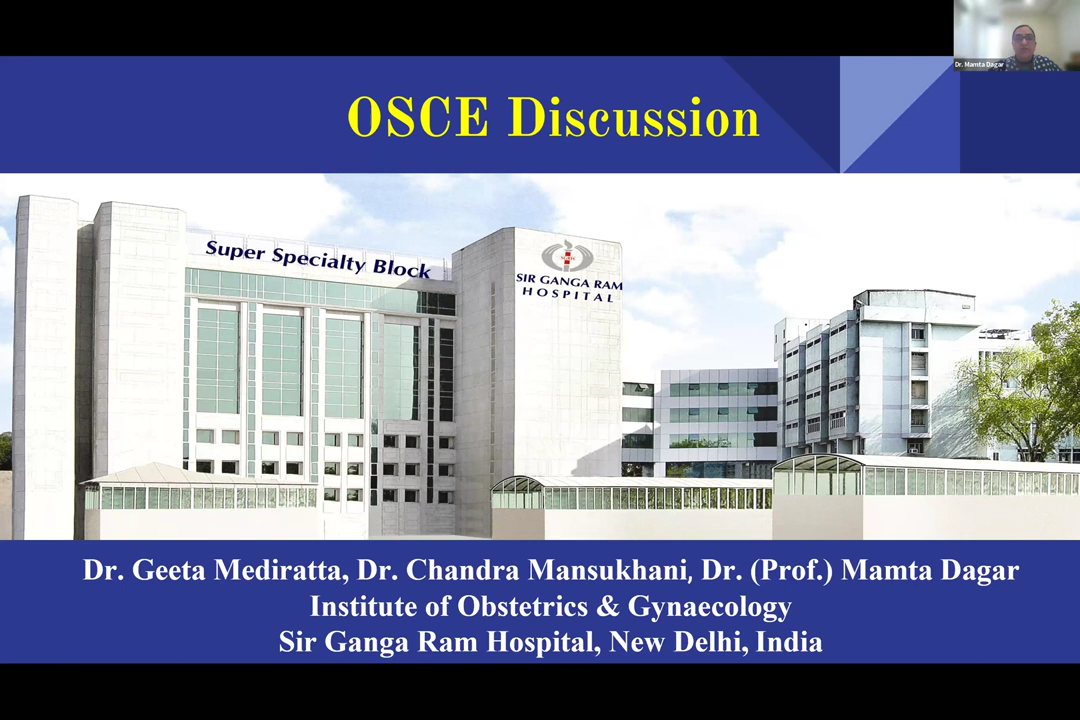 Dr. Mamta Dagar
OSCE Discussion
Super Specialty Block
SIR GANGA RAM
HOSPITAL
Dr. Geeta Mediratta, Dr. Chandra Mansukhani, Dr. (Prof.) Mamta Dagar
Institute of Obstetrics & Gynaecology
Sir Ganga Ram Hospital, New Delhi, India